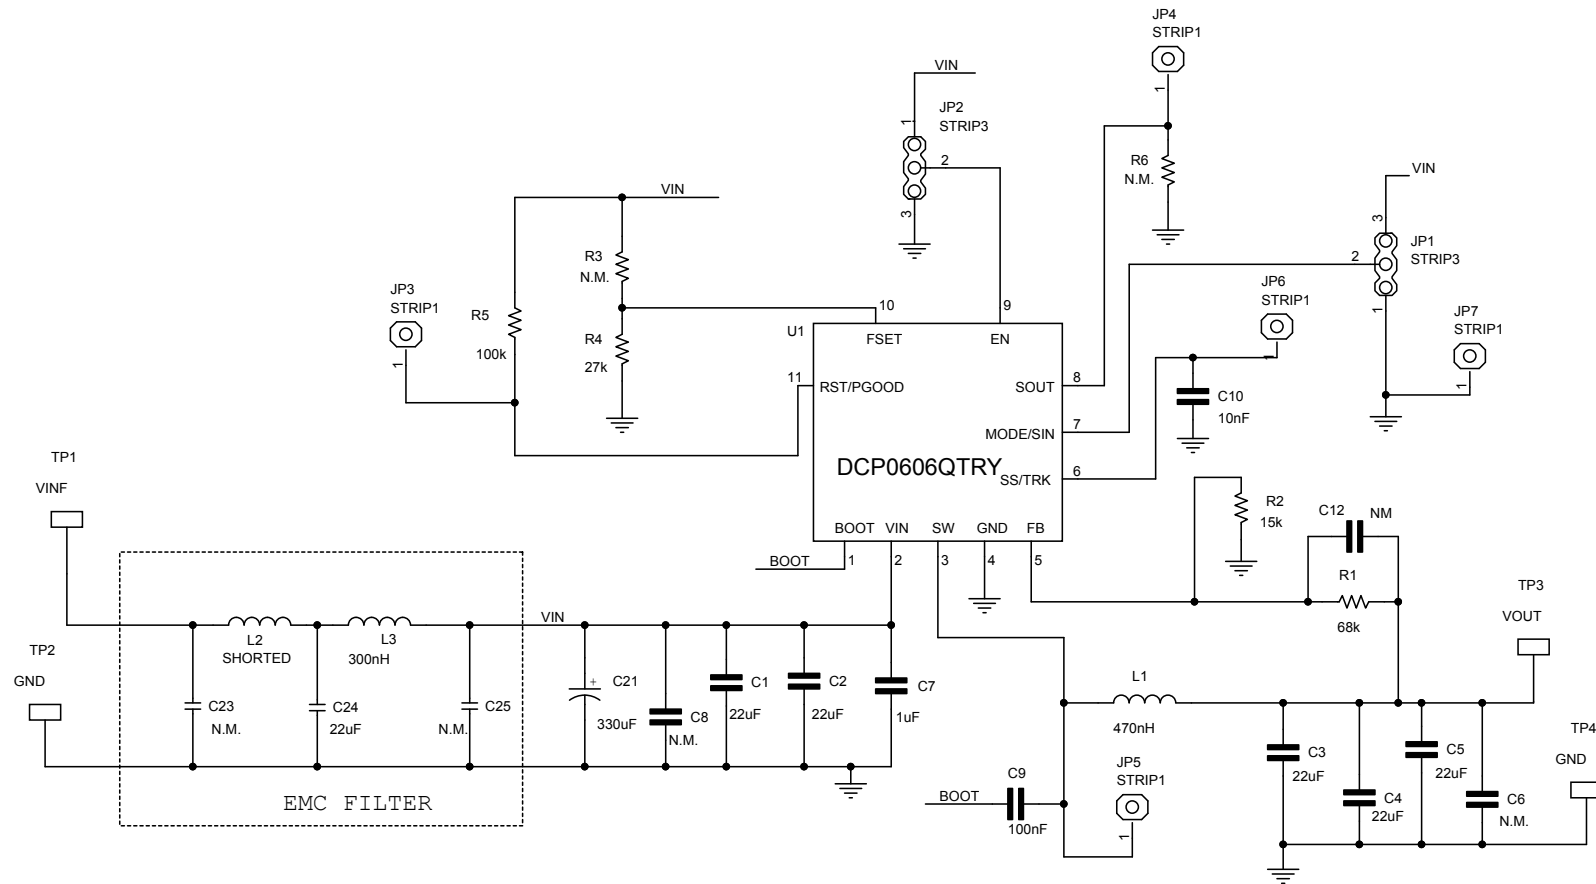 JP4
STRIP1
1
VIN
JP2
STRIP3
1
2
3
R6
N.M.
VIN
3
JP1
STRIP3
2
1
VIN
R3
N.M.
JP3
STRIP1
1
R5
100k
R4
27k
10
9
U1
FSET
EN
JP6
STRIP1
1
JP7
STRIP1
1
11
RST/PGOOD
SOUT
8
C10
10nF
MODE/SIN
7
DCP0606QTRY
SS/TRK
6
TP1
VINF
R2
15k
C12
NM
BOOT
VIN
SW
GND
FB
BOOT
1
2
3
4
5
R1
68k
TP3
VOUT
VIN
L2
SHORTED
L3
300nH
TP2
GND
C23
N.M.
C24
22uF
C25
N.M.
+
C21
330uF
C8
N.M.
C1
22uF
C2
22uF
C7
1uF
L1
470nH
TP4
GND
C3
22uF
C4
22uF
C5
22uF
C6
N.M.
JP5
STRIP1
1
C9
BOOT
100nF
EMC FILTER